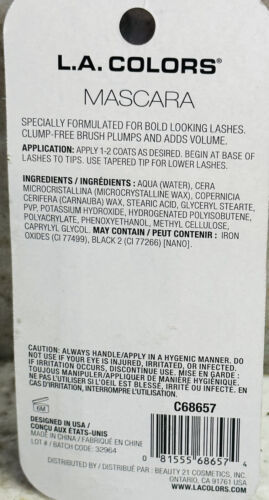 L.A. COLORS®
MASCARA
SPECIALLY FORMULATED FOR BOLD LOOKING LASHES.
CLUMP-FREE BRUSH PLUMPS AND ADDS VOLUME.
APPLICATION: APPLY 1-2 COATS AS DESIRED. BEGIN AT BASE OF
LASHES TO TIPS. USE TAPERED TIP FOR LOWER LASHES.
INGREDIENTS / INGRÉDIENTS : AQUA (WATER), CERA
MICROCRISTALLINA (MICROCRYSTALLINE WAX), COPERNICIA
CERIFERA (CARNAUBA) WAX, STEARIC ACID, GLYCERYL STEARTE,
PVP, POTASSIUM HYDROXIDE, HYDROGENATED POLYISOBUTENE,
POLYACRYLATE, PHENOXYETHANOL, METHYL CELLULOSE,
CAPRYLYL GLYCOL. MAY CONTAIN / PEUT CONTENIR : IRON
OXIDES (CI 77499), BLACK 2 (CI 77266) [NANO].
CAUTION: ALWAYS HANDLE/APPLY IN A HYGENIC MANNER. DO
NOT USE IF YOUR EYE IS INJURED, IRRITATED, OR INFECTED.
IF IRRITATION OCCURS, DISCONTINUE USE. MISES EN GARDE :
TOUJOURS MANIPULER/APPLIQUER DE MANIÈRE HYGIÉNIQUE.
NE PAS UTILISER SI L'OEIL EST BLESSÉ, IRRITÉ OU INFECTÉ. EN
CAS D'IRRITATION, INTERROMPRE L'UTILISATION.
6M
C68657
DESIGNED IN USA /
CONÇU AUX ÉTATS-UNIS
MADE IN CHINA / FABRIQUÉ EN CHINE
LOT # / BATCH CODE: 32964
0 81555 68657 4
DISTRIBUTED BY / DISTRIBUÉ PAR : BEAUTY 21 COSMETICS, INC.
ONTARIO, CA 91761 USA
WWW.LACOLORS.COM